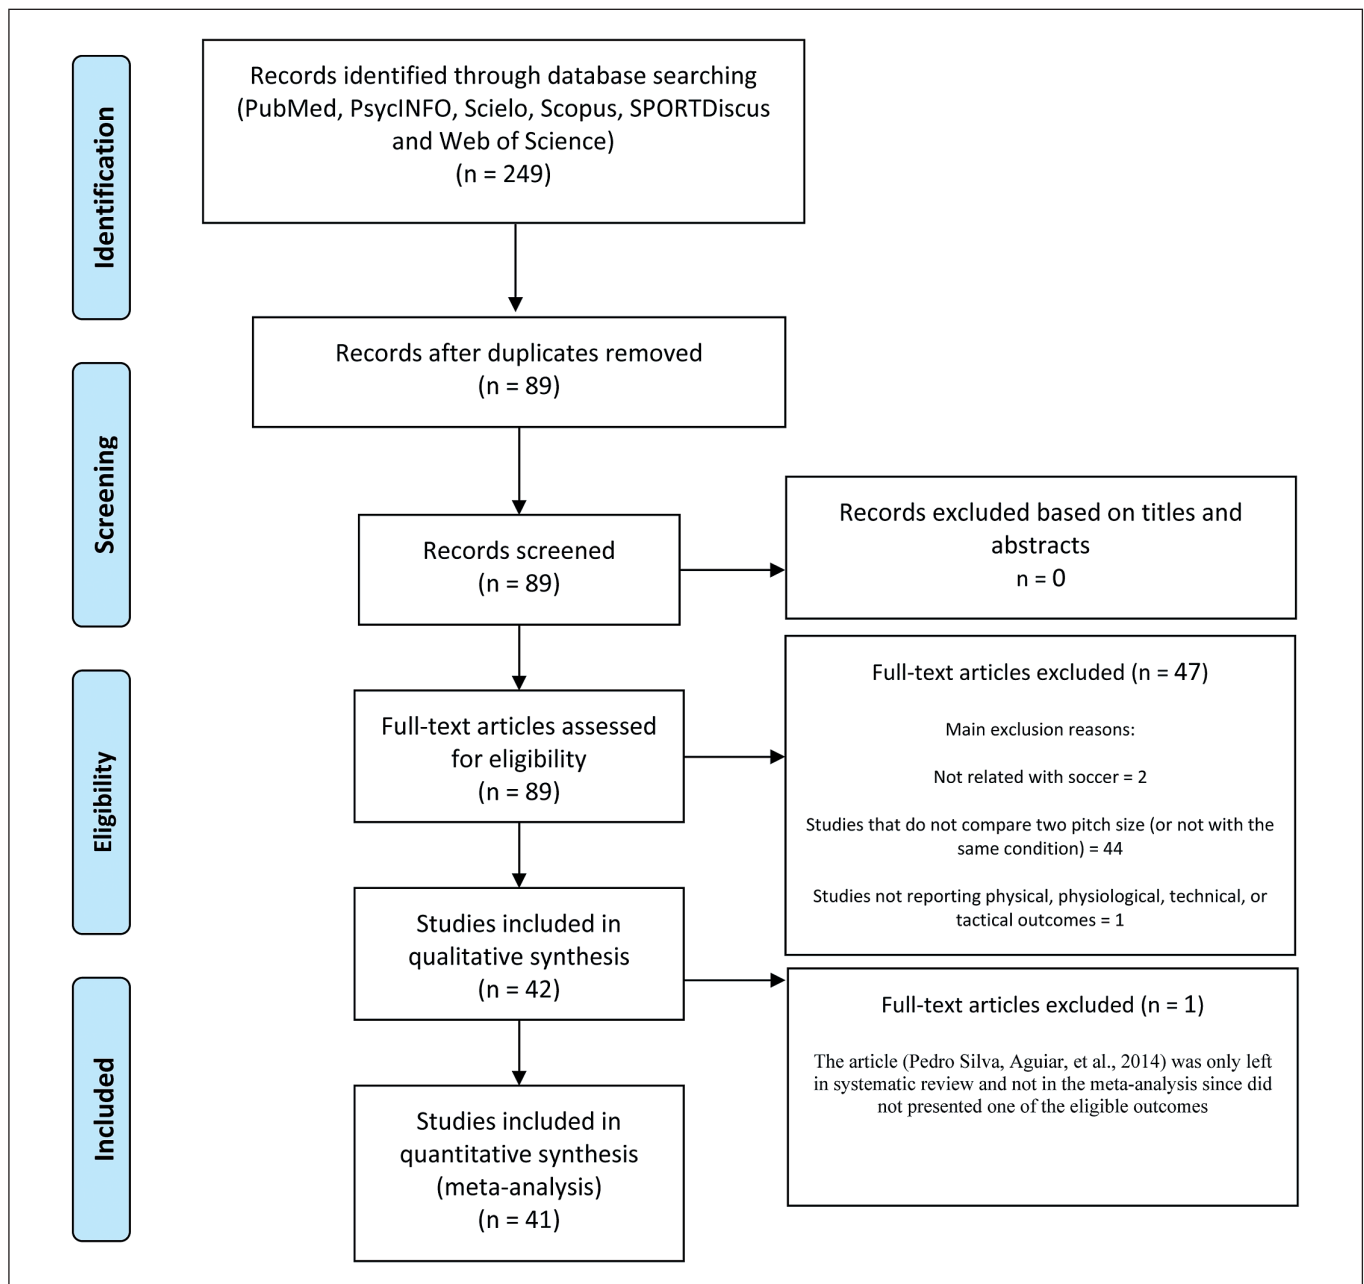 Identification
Records identified through database searching
(PubMed, PsycINFO, Scielo, Scopus, SPORTDiscus
and Web of Science)
(n = 249)
Records after duplicates removed
(n = 89)
Screening
Records screened
(n = 89)
Records excluded based on titles and
abstracts
n = 0
Eligibility
Full-text articles assessed
for eligibility
(n = 89)
Full-text articles excluded (n = 47)
Main exclusion reasons:
Not related with soccer = 2
Studies that do not compare two pitch size (or not with the
same condition) = 44
Studies not reporting physical, physiological, technical, or
tactical outcomes = 1
Studies included in
qualitative synthesis
(n = 42)
Full-text articles excluded (n = 1)
The article (Pedro Silva, Aguiar, et al., 2014) was only left
in systematic review and not in the meta-analysis since did
not presented one of the eligible outcomes
Included
Studies included in
quantitative synthesis
(meta-analysis)
(n = 41)